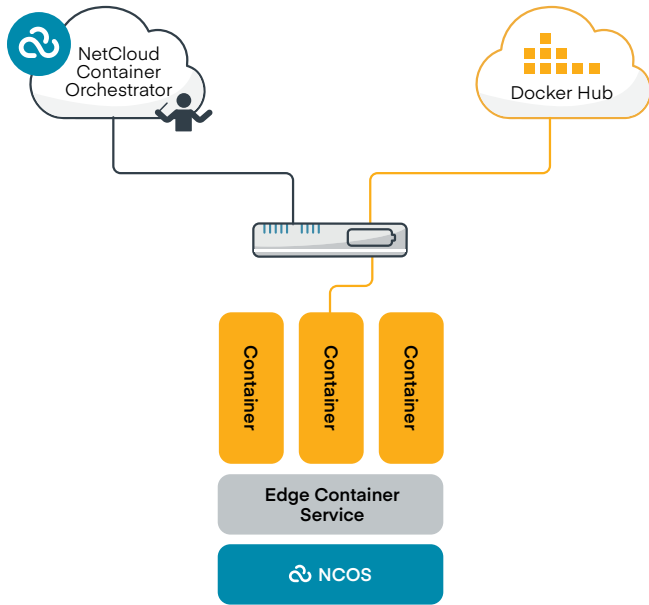 NetCloud
Container
Orchestrator
Docker Hub
Container
Container
Container
Edge Container
Service
NCOS